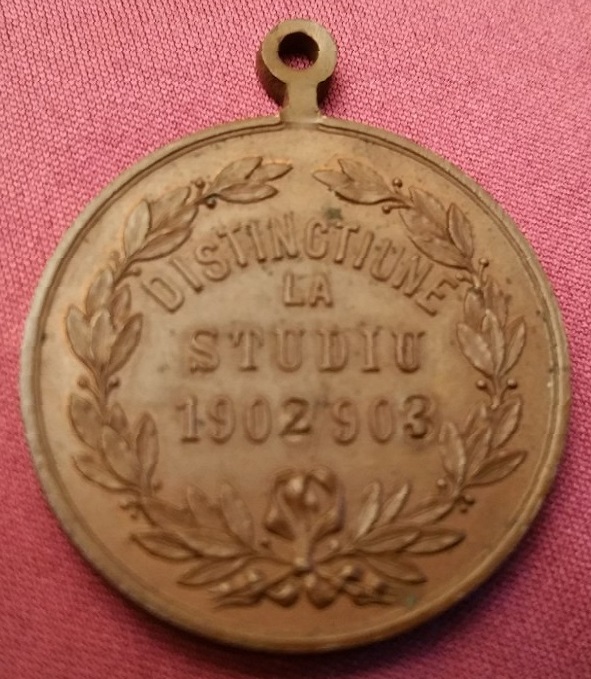 DISTINCTIUNE
LA
STUDIU
1902 903